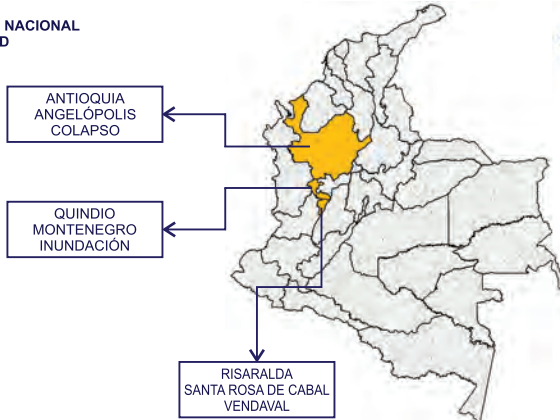 NACIONAL
D
ANTIOQUIA
ANGELÓPOLIS
COLAPSO
QUINDIO
MONTENEGRO
INUNDACIÓN
RISARALDA
SANTA ROSA DE CABAL
VENDAVAL